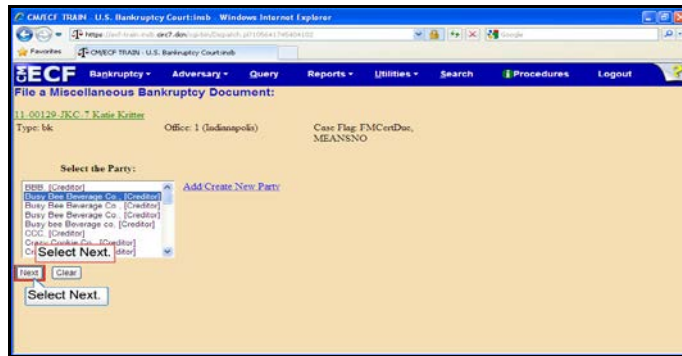 CM/ECF TRAIN - U.S. Bankruptcy Court:insb - Windows Internet Explorer
Google
Favorites CM/ECF TRAIN - U.S. Bankruptcy Court:insb
ECF Bankruptcy Adversary Query Reports Utilities Search Procedures Logout ?
File a Miscellaneous Bankruptcy Document:
11-00129-JKC-7 Katie Kritter
Type: bk Office: 1 (Indianapolis) Case Flag: FMCertDue,
MEANSNO
Select the Party:
BBB, [Creditor] Add/Create New Party
Busy Bee Beverage Co., [Creditor]
Busy Bee Beverage Co., [Creditor]
Busy Bee Beverage Co., [Creditor]
Busy bee Beverage co, [Creditor]
CCC, [Creditor]
Crazy Cookie Co., [Creditor]
Select Next.
Next Clear
Select Next.